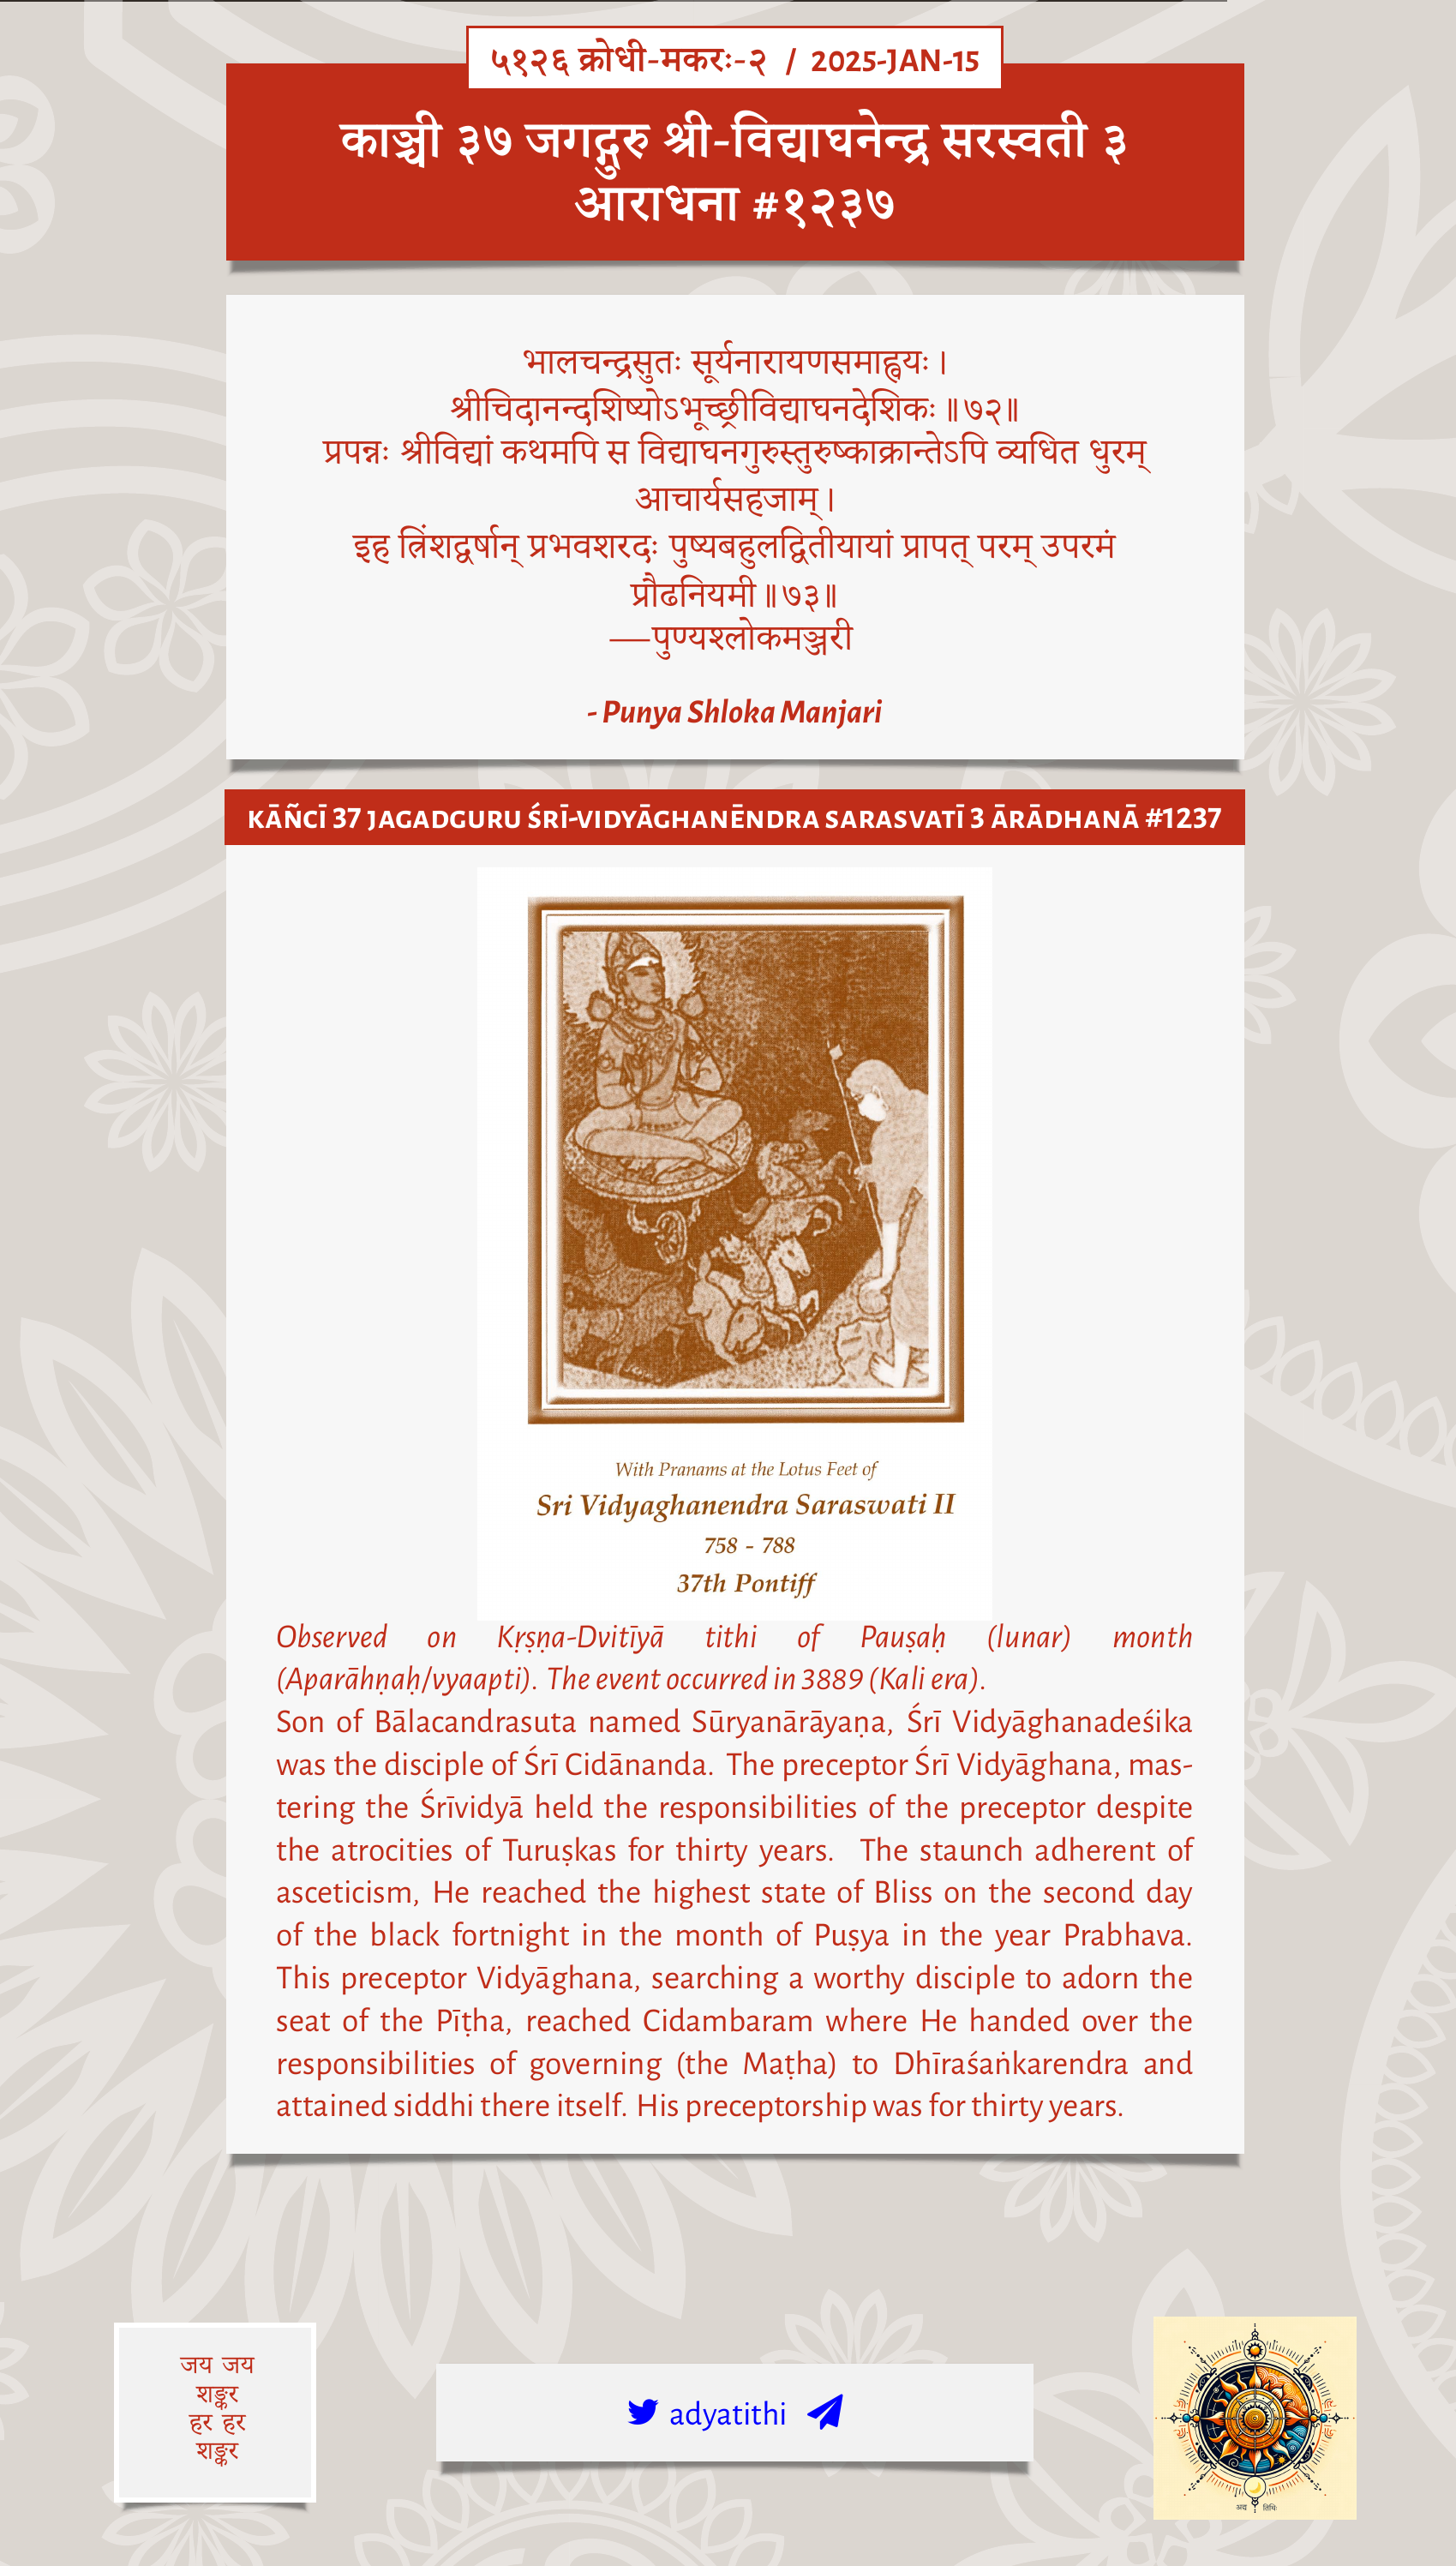 ५१२६ क्रोधी-मकरः-२ / 2025-JAN-15
काञ्ची ३७ जगद्गुरु श्री-विद्याघनेन्द्र सरस्वती ३
आराधना #१२३७
भालचन्द्रसुतः सूर्यनारायणसमाह्वयः।
श्रीचिदानन्दशिष्योऽभूच्छ्रीविद्याघनदेशिकः॥७२॥
प्रपन्नः श्रीविद्यां कथमपि स विद्याघनगुरुस्तुरुष्काक्रान्तेऽपि व्यधित धुरम्
आचार्यसहजाम्।
इह त्रिंशद्वर्षान् प्रभवशरदः पुष्यबहुलद्वितीयायां प्रापत् परम् उपरमं
प्रौढनियमी॥७३॥
—पुण्यश्लोकमञ्जरी
- Punya Shloka Manjari
KĀÑCĪ 37 JAGADGURU ŚRĪ-VIDYĀGHANĒNDRA SARASVATĪ 3 ĀRĀDHANĀ #1237
With Pranams at the Lotus Feet of
Sri Vidyaghanendra Saraswati II
758 - 788
37th Pontiff
Observed on Kṛṣṇa-Dvitīyā tithi of Pauṣaḥ (lunar) month
(Aparāhṇaḥ/vyaapti). The event occurred in 3889 (Kali era).
Son of Bālacandrasuta named Sūryanārāyaṇa, Śrī Vidyāghanadeśika
was the disciple of Śrī Cidānanda. The preceptor Śrī Vidyāghana, mas-
tering the Śrīvidyā held the responsibilities of the preceptor despite
the atrocities of Turuṣkas for thirty years. The staunch adherent of
asceticism, He reached the highest state of Bliss on the second day
of the black fortnight in the month of Puṣya in the year Prabhava.
This preceptor Vidyāghana, searching a worthy disciple to adorn the
seat of the Pīṭha, reached Cidambaram where He handed over the
responsibilities of governing (the Maṭha) to Dhīraśaṅkarendra and
attained siddhi there itself. His preceptorship was for thirty years.
जय जय
शङ्कर
हर हर
शङ्कर
adyatithi
अद्य तिथिः